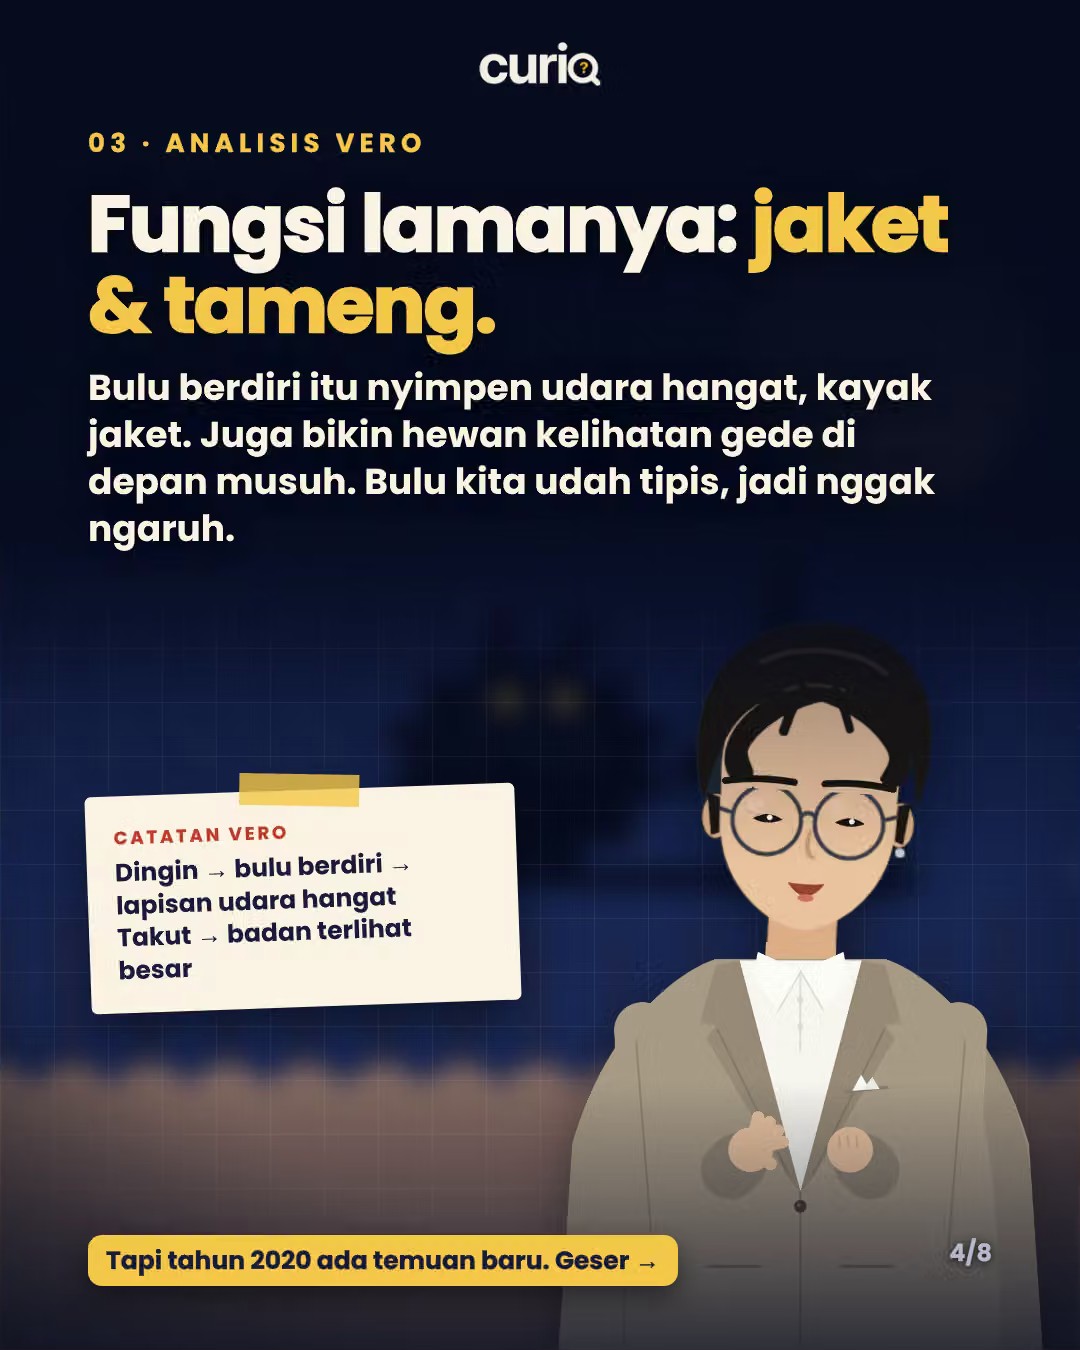 curio
03 · ANALISIS VERO
Fungsi lamanya: jaket
& tameng.
Bulu berdiri itu nyimpen udara hangat, kayak
jaket. Juga bikin hewan kelihatan gede di
depan musuh. Bulu kita udah tipis, jadi nggak
ngaruh.
CATATAN VERO
Dingin → bulu berdiri →
lapisan udara hangat
Takut → badan terlihat
besar
Tapi tahun 2020 ada temuan baru. Geser →
4/8